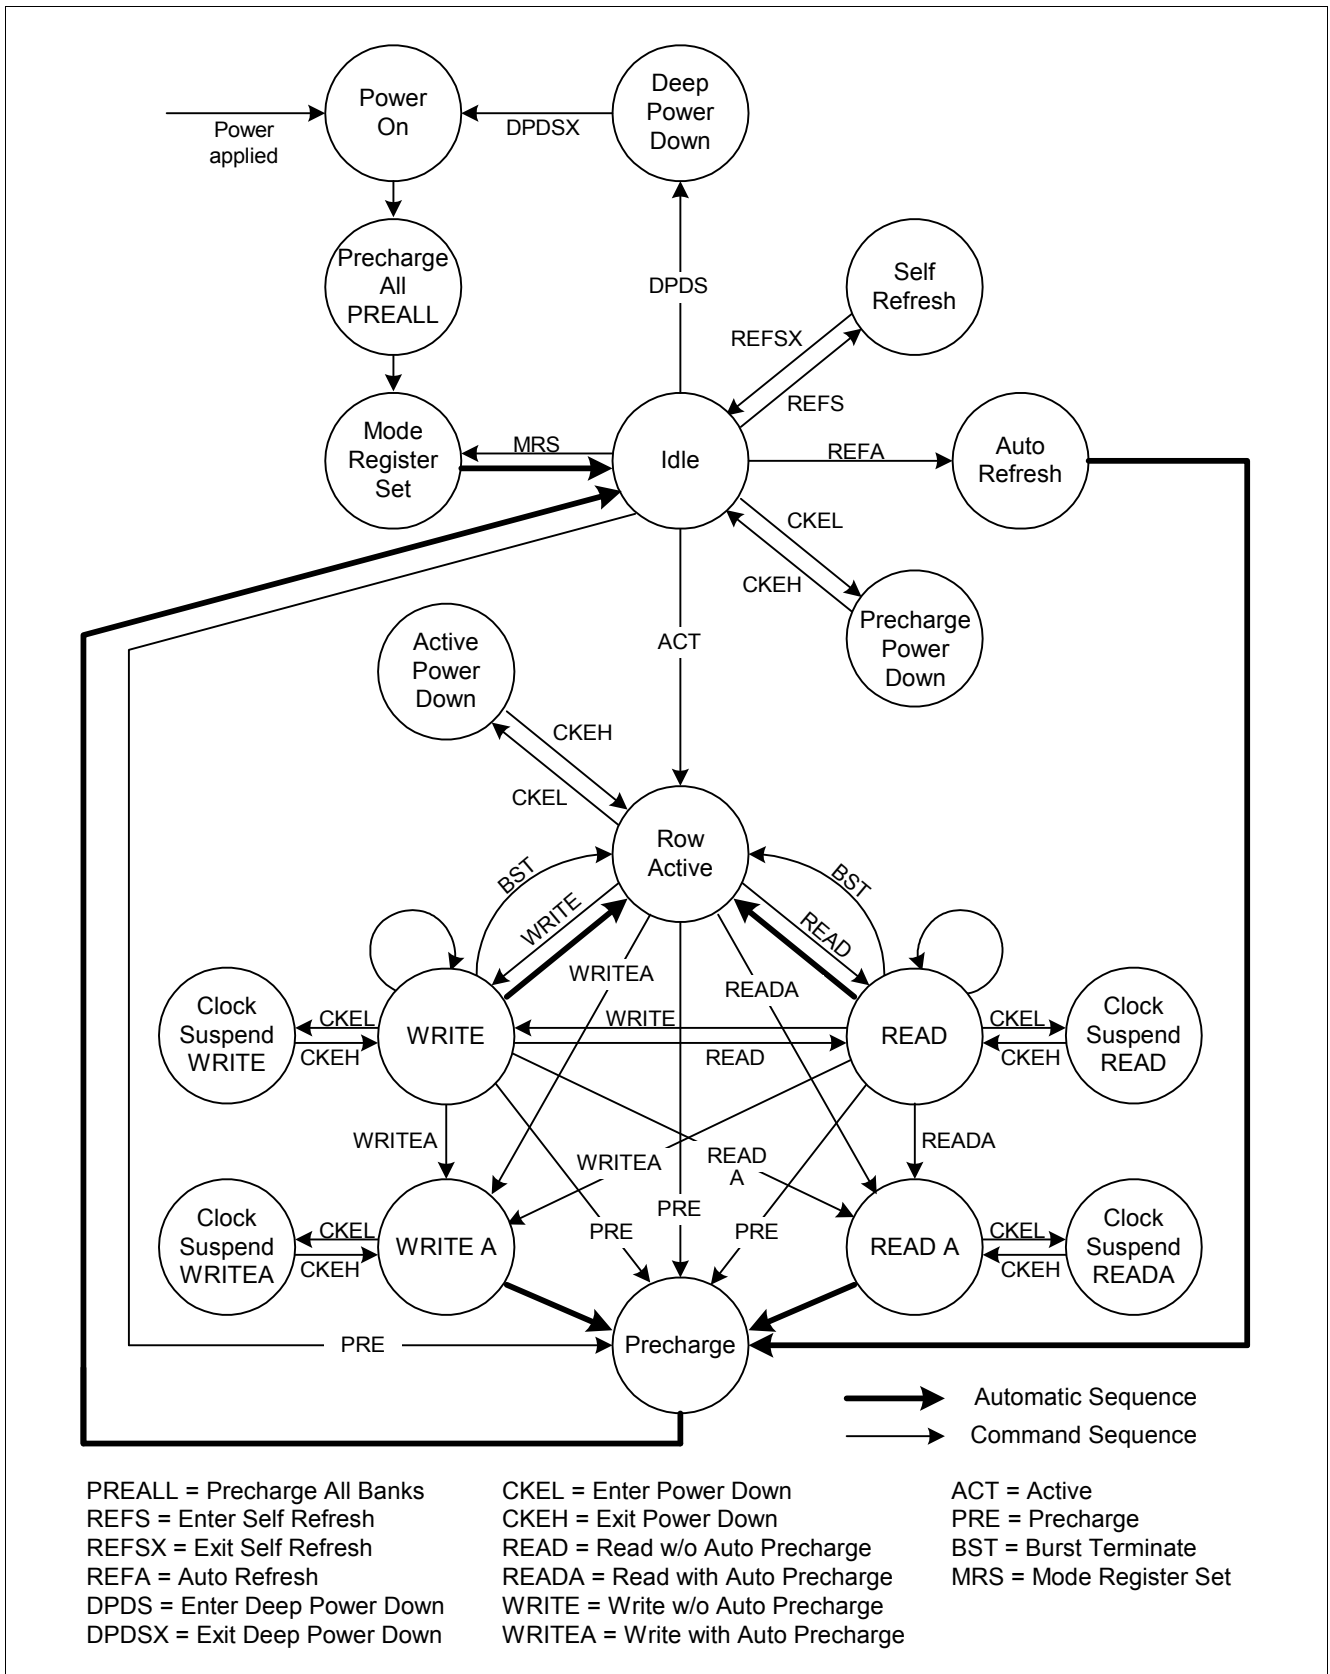 Power
On
Deep
Power
Down
Power
applied
DPDSX
Precharge
All
PREALL
DPDS
Self
Refresh
REFSX
REFS
Mode
Register
Set
MRS
Idle
REFA
Auto
Refresh
CKEL
CKEH
Precharge
Power
Down
ACT
Active
Power
Down
CKEH
CKEL
Row
Active
BST
WRITE
READ
BST
WRITEA
READA
Clock
Suspend
WRITE
CKEL
CKEH
WRITE
WRITE
READ
READ
CKEL
CKEH
Clock
Suspend
READ
WRITEA
WRITEA
READ
A
READA
PRE
PRE
PRE
Clock
Suspend
WRITEA
CKEL
CKEH
WRITE A
READ A
CKEL
CKEH
Clock
Suspend
READA
PRE
Precharge
Automatic Sequence
Command Sequence
PREALL = Precharge All Banks
REFS = Enter Self Refresh
REFSX = Exit Self Refresh
REFA = Auto Refresh
DPDS = Enter Deep Power Down
DPDSX = Exit Deep Power Down
CKEL = Enter Power Down
CKEH = Exit Power Down
READ = Read w/o Auto Precharge
READA = Read with Auto Precharge
WRITE = Write w/o Auto Precharge
WRITEA = Write with Auto Precharge
ACT = Active
PRE = Precharge
BST = Burst Terminate
MRS = Mode Register Set